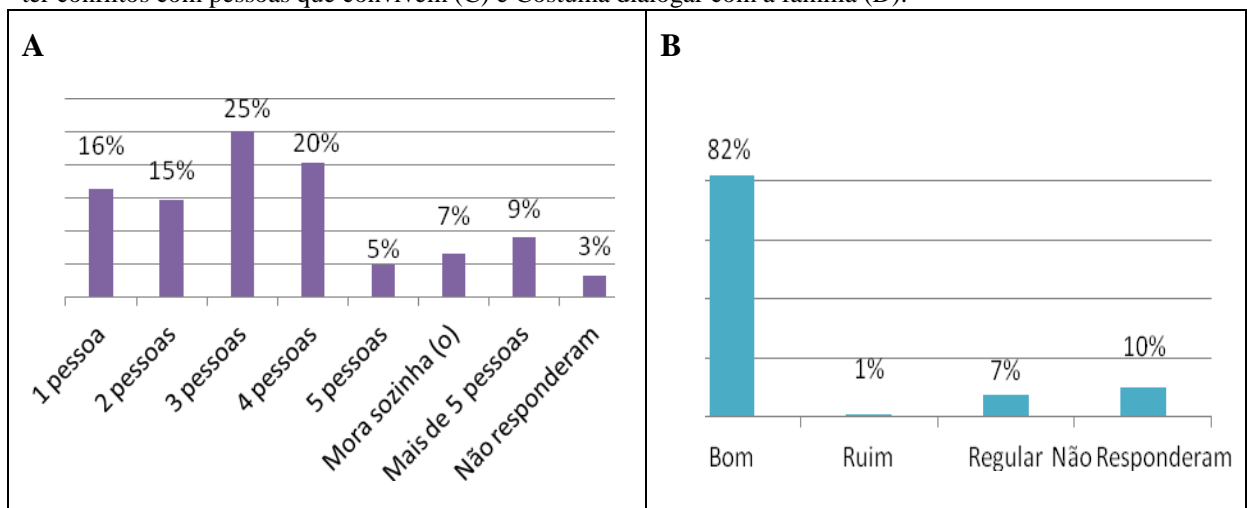 ter conflitos com pessoas que convivem (C) e Costuma dialogar com a família (D).
A
25%
20%
16%
15%
9%
7%
5%
3%
1 pessoa
2 pessoas
3 pessoas
4 pessoas
5 pessoas
Mora sozinha (o)
Mais de 5 pessoas
Não responderam
B
82%
1%
7%
10%
Bom
Ruim
Regular
Não Responderam